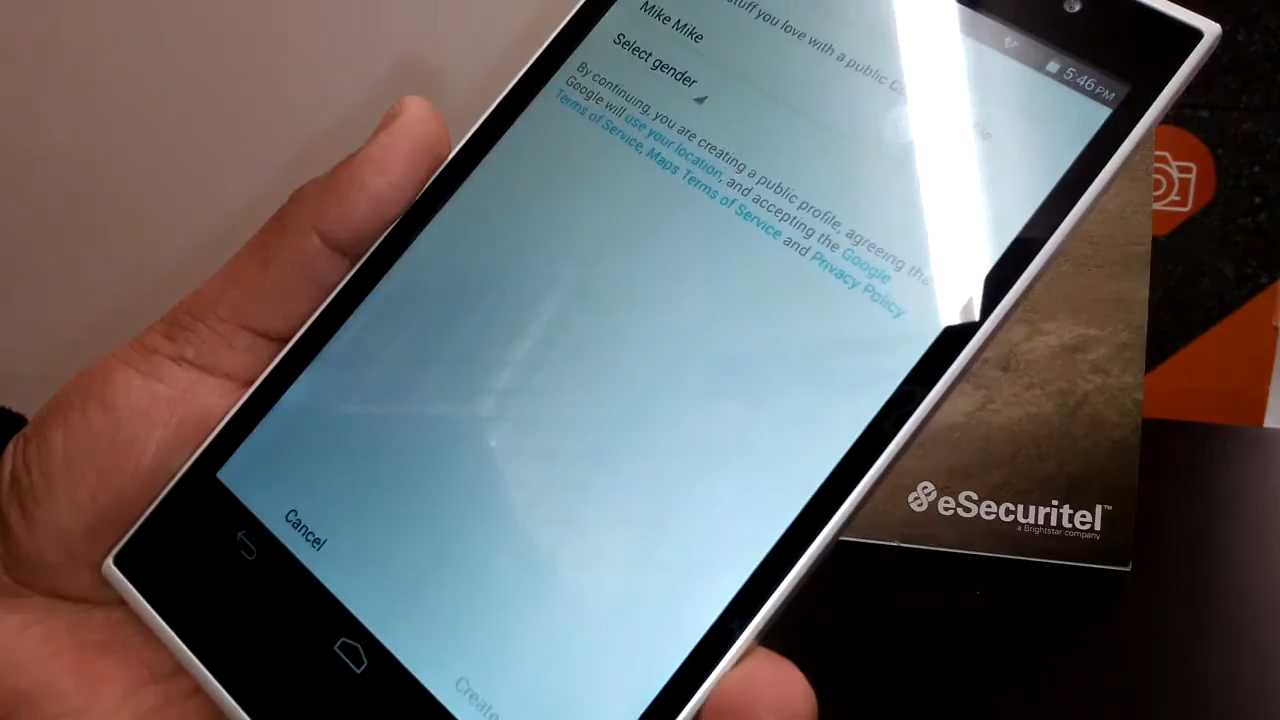 5:46 PM
stuff you love with a public
Mike Mike
Select gender
By continuing, you are creating a public profile, agreeing the
Google will use your location, and accepting the Google
Terms of Service, Maps Terms of Service and Privacy Policy.
Cancel
Create
eSecuritel™
a Brightstar company